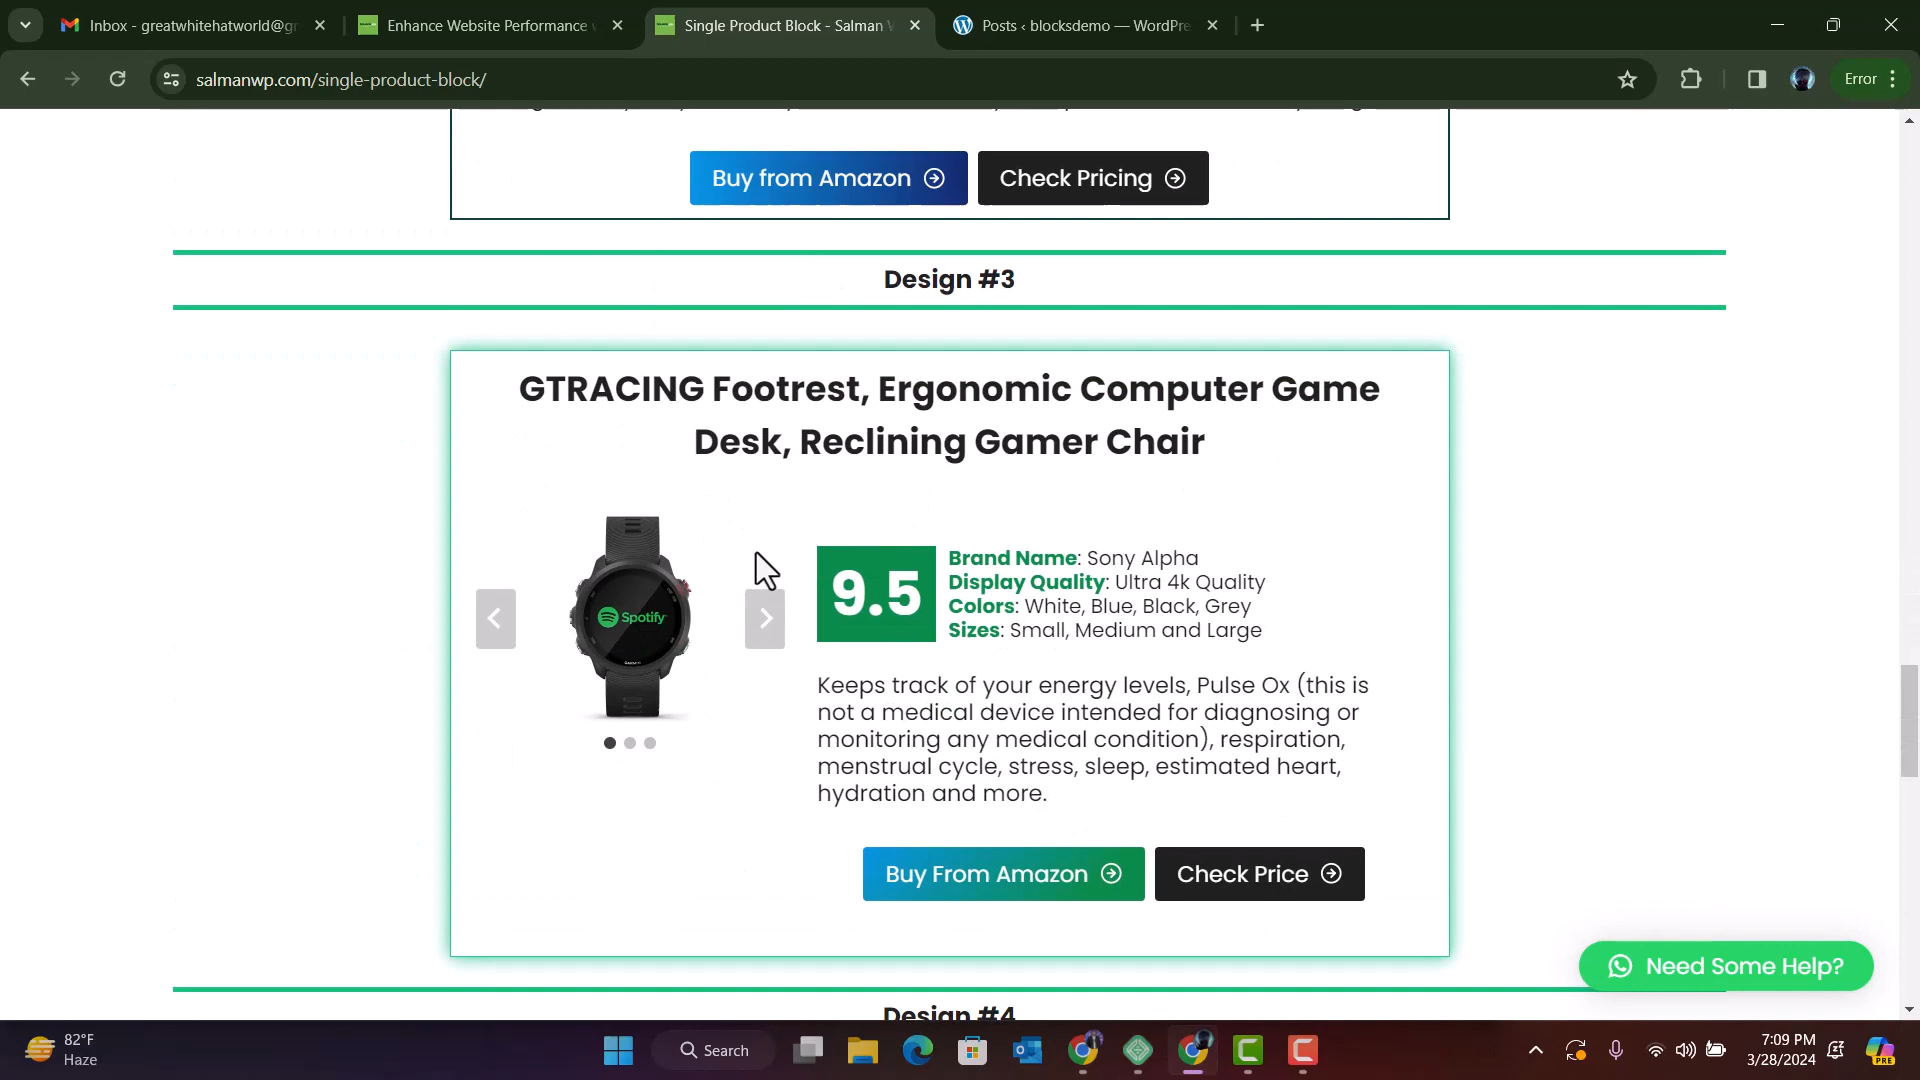 Inbox - greatwhitehatworld@g
Enhance Website Performance
Single Product Block - Salman
Posts ‹ blocksdemo — WordPre
salmanwp.com/single-product-block/
Error
Buy from Amazon
Check Pricing
Design #3
GTRACING Footrest, Ergonomic Computer Game
Desk, Reclining Gamer Chair
Spotify
9.5
Brand Name: Sony Alpha
Display Quality: Ultra 4k Quality
Colors: White, Blue, Black, Grey
Sizes: Small, Medium and Large
Keeps track of your energy levels, Pulse Ox (this is
not a medical device intended for diagnosing or
monitoring any medical condition), respiration,
menstrual cycle, stress, sleep, estimated heart,
hydration and more.
Buy From Amazon
Check Price
Need Some Help?
Design #4
82°F
Haze
Search
7:09 PM
3/28/2024
PRE